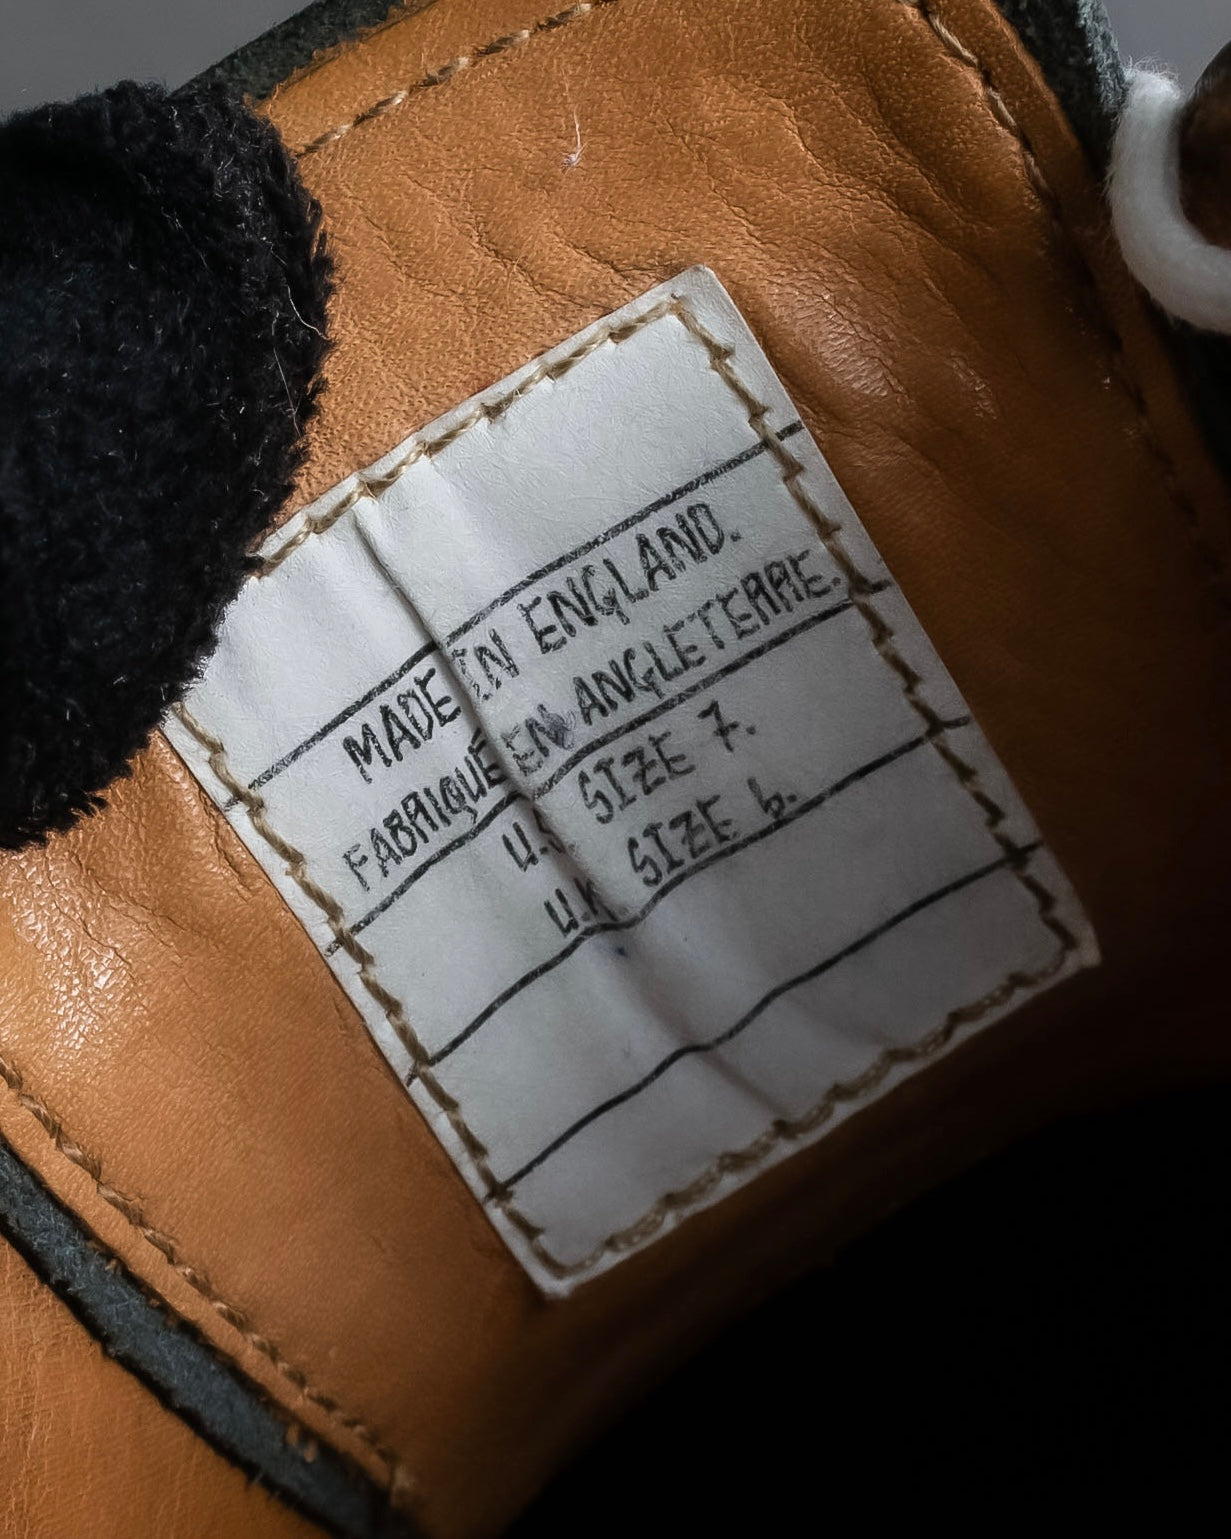 MADE IN ENGLAND.
FABRIQUÉ EN ANGLETERRE.
U.S. SIZE 7.
U.K SIZE 6.